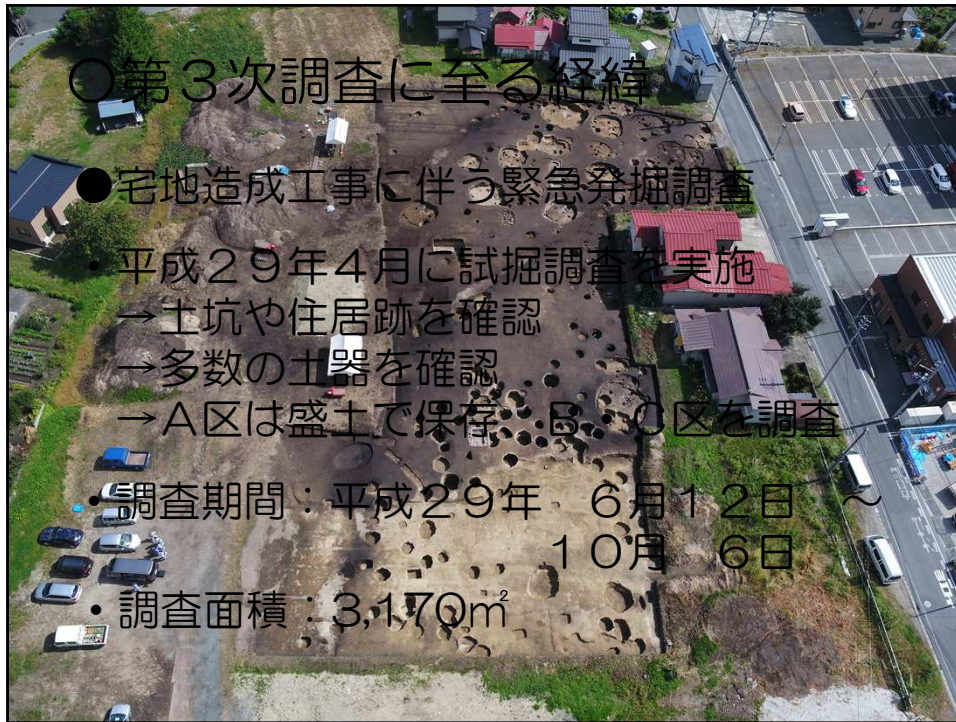 〇第３次調査に至る経緯
●宅地造成工事に伴う緊急発掘調査
・平成２９年４月に試掘調査を実施
→土坑や住居跡を確認
→多数の土器を確認
→Ａ区は盛土で保存　Ｂ・Ｃ区を調査
・調査期間：平成２９年　６月１２日　～
１０月　６日
・調査面積：3,170㎡